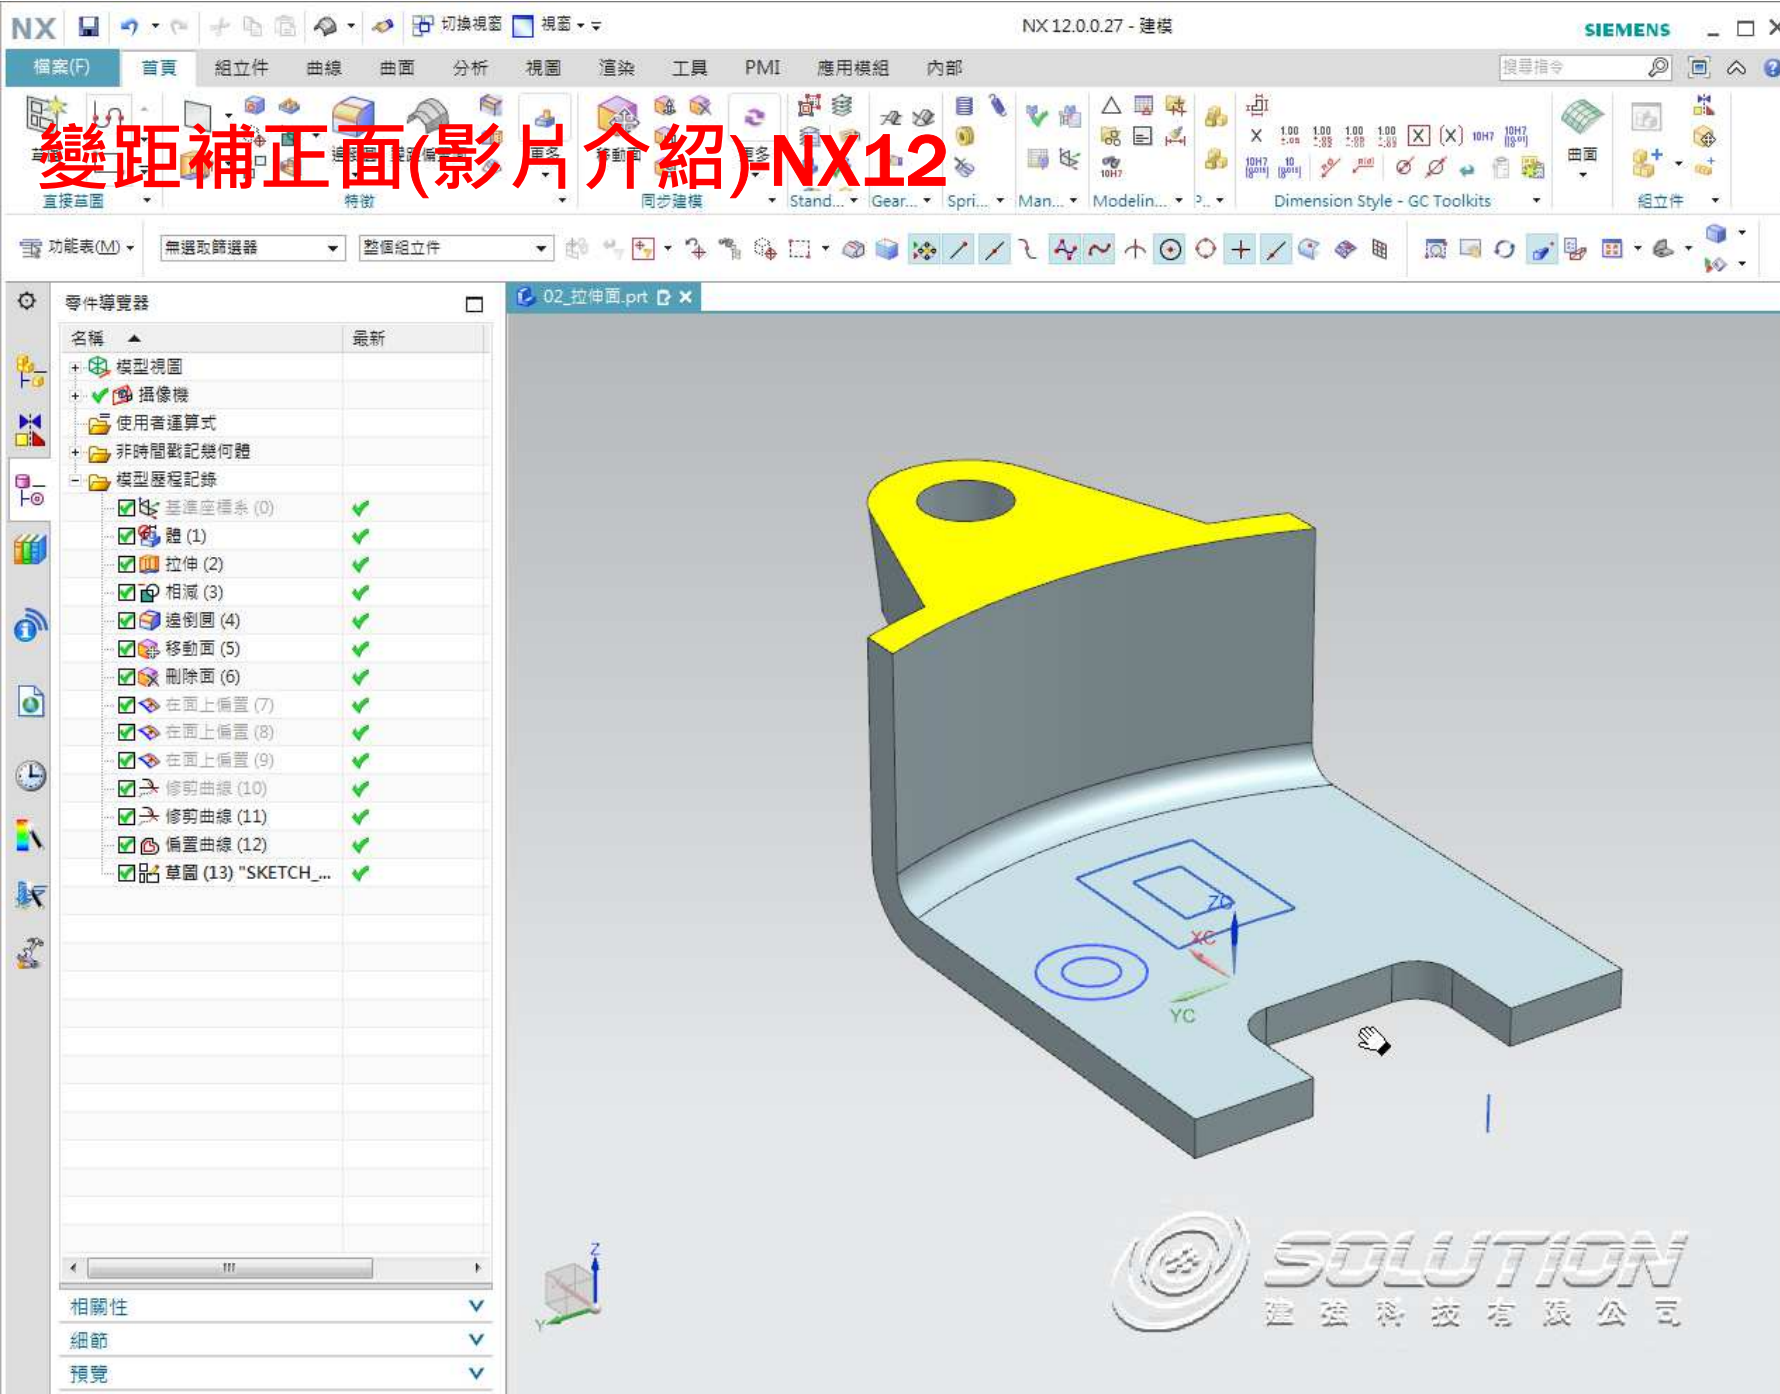 NX 切換視窗 視窗 NX 12.0.0.27 - 建模 SIEMENS
檔案(F) 首頁 組立件 曲線 曲面 分析 視圖 渲染 工具 PMI 應用模組 內部 搜尋指令
變距補正面(影片介紹)-NX12
更多 移動面 更多 曲面
直接草圖 特徵 同步建模 Stand... Gear... Spri... Man... Modelin... P.. Dimension Style - GC Toolkits 組立件
功能表(M) 無選取篩選器 整個組立件
零件導覽器 02_拉伸面.prt
名稱 最新
模型視圖
攝像機
使用者運算式
非時間戳記幾何體
模型歷程記錄
基準座標系 (0)
體 (1)
拉伸 (2)
相減 (3)
邊倒圓 (4)
移動面 (5)
刪除面 (6)
在面上偏置 (7)
在面上偏置 (8)
在面上偏置 (9)
修剪曲線 (10)
修剪曲線 (11)
偏置曲線 (12)
草圖 (13) "SKETCH_...
ZC
XC
YC
Z
Y
SOLUTION
建強科技有限公司
相關性
細節
預覽